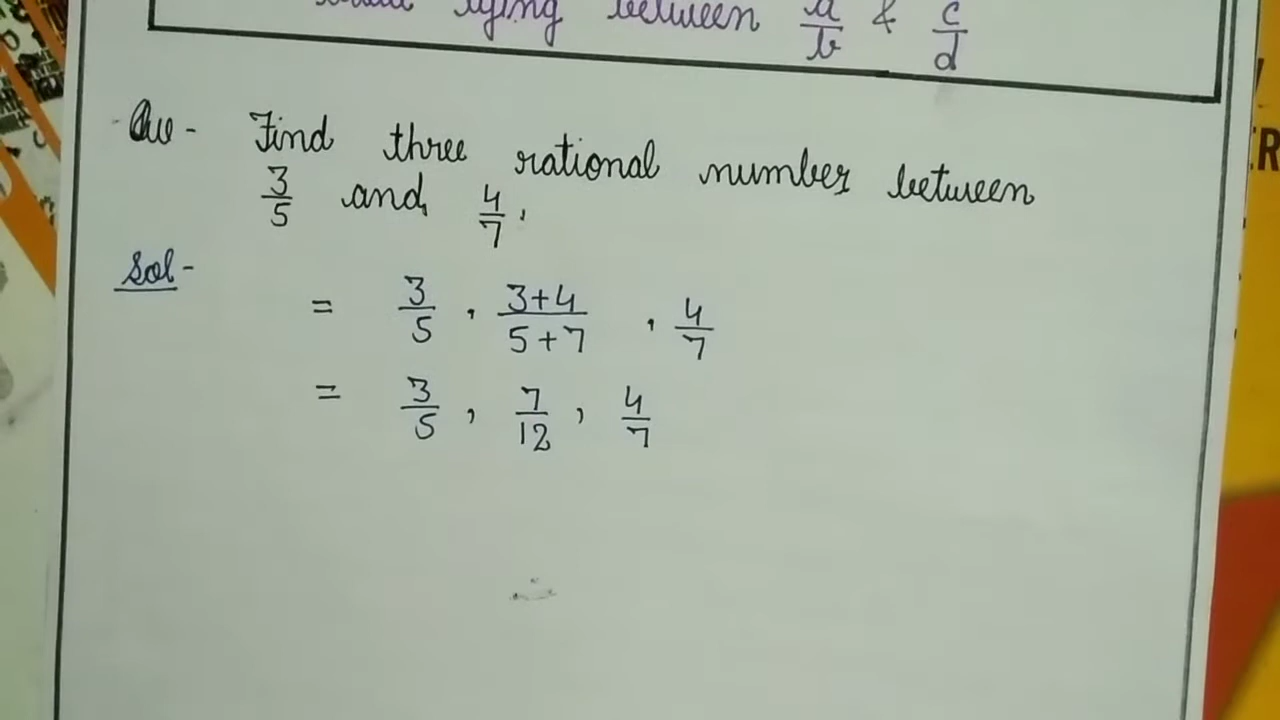 lying between a/b & c/d
Que- Find three rational number between
3/5 and 4/7.
Sol-
= 3/5 , 3+4/5+7 , 4/7
= 3/5 , 7/12 , 4/7